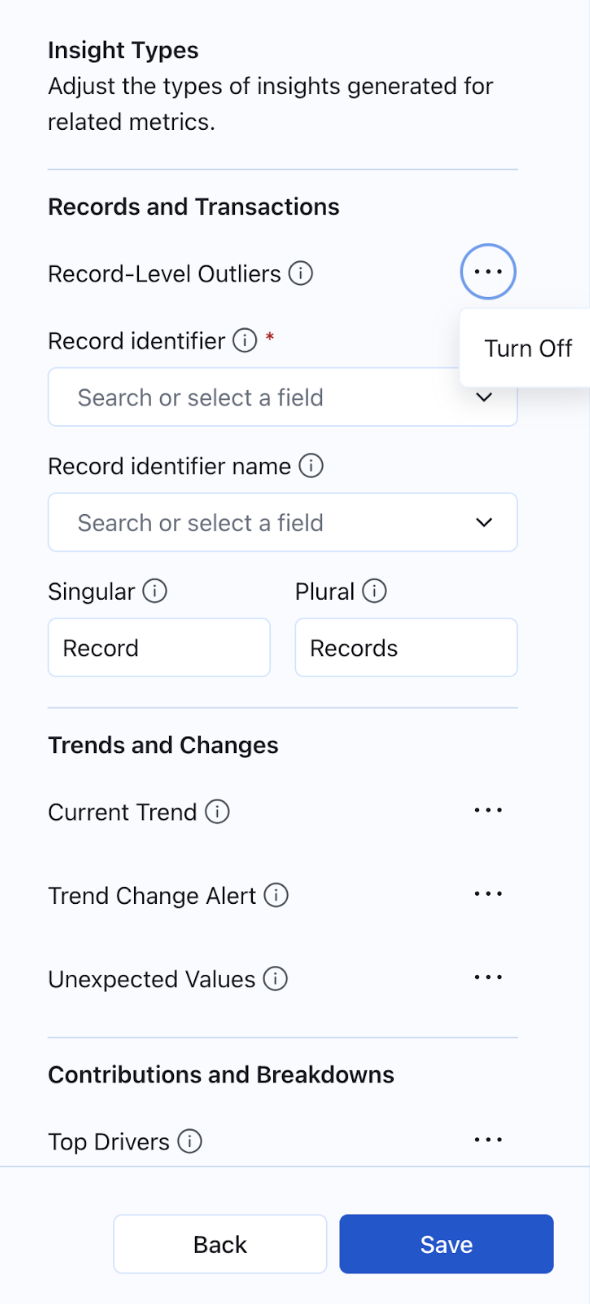 Insight Types
Adjust the types of insights generated for
related metrics.
Records and Transactions
Record-Level Outliers
Turn Off
Record identifier *
Search or select a field
Record identifier name
Search or select a field
Singular Plural
Record Records
Trends and Changes
Current Trend
Trend Change Alert
Unexpected Values
Contributions and Breakdowns
Top Drivers
Back Save